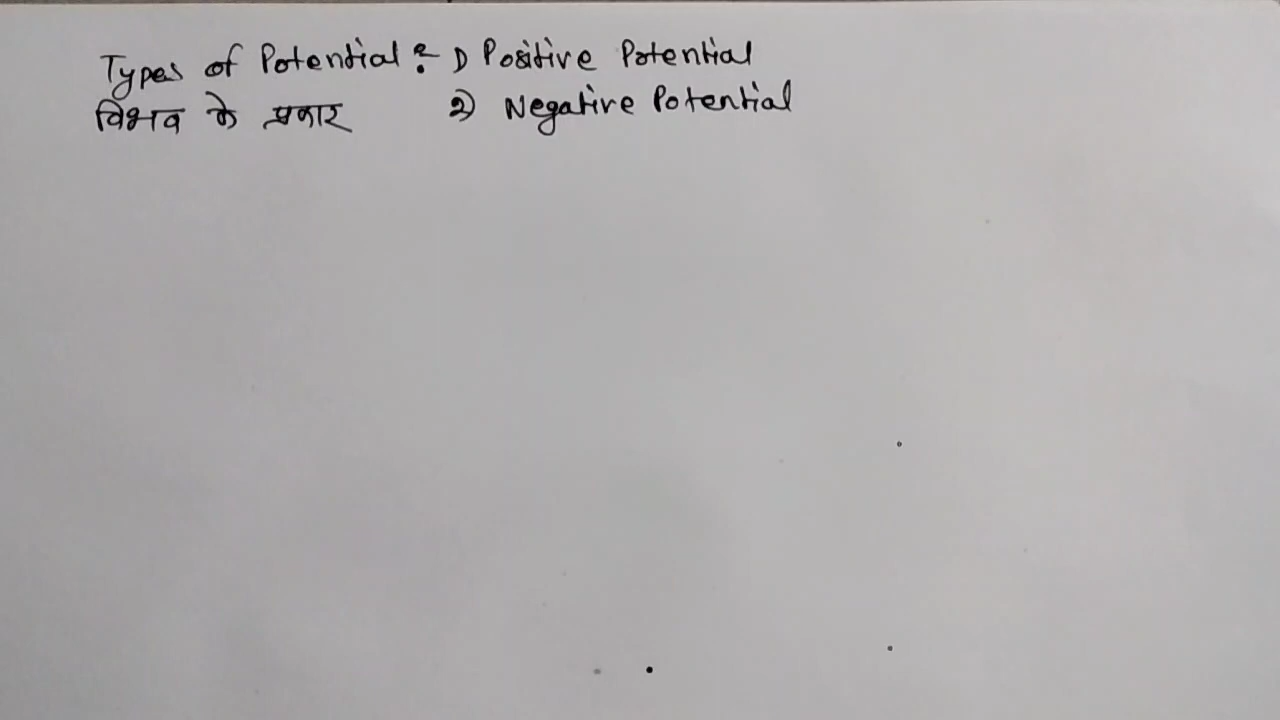 Types of Potential : 1) Positive Potential
विभव के प्रकार 2) Negative Potential